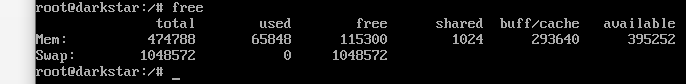 root@darkstar:/# free
total used free shared buff/cache available
Mem: 474788 65848 115300 1024 293640 395252
Swap: 1048572 0 1048572
root@darkstar:/# _